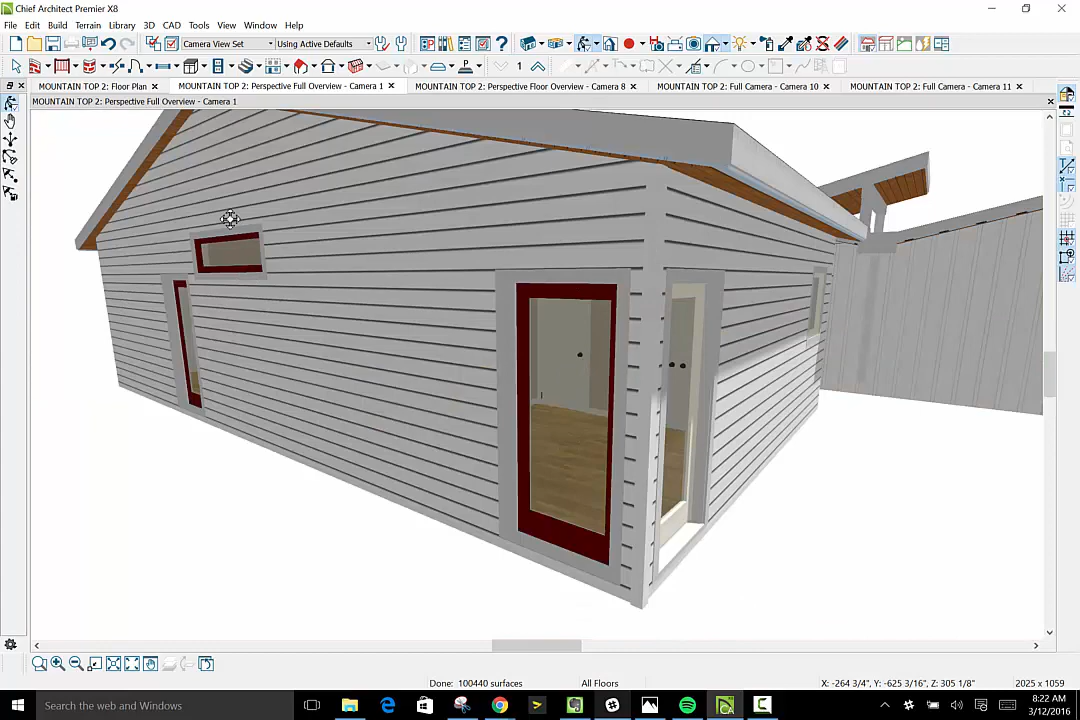 Chief Architect Premier X8
File Edit Build Terrain Library 3D CAD Tools View Window Help
Camera View Set Using Active Defaults
1
MOUNTAIN TOP 2: Floor Plan MOUNTAIN TOP 2: Perspective Full Overview - Camera 1 MOUNTAIN TOP 2: Perspective Floor Overview - Camera 8 MOUNTAIN TOP 2: Full Camera - Camera 10 MOUNTAIN TOP 2: Full Camera - Camera 11
MOUNTAIN TOP 2: Perspective Full Overview - Camera 1
Done: 100440 surfaces All Floors X: -264 3/4", Y: -625 3/16", Z: 305 1/8" 2025 x 1059
Search the web and Windows
8:22 AM
3/12/2016